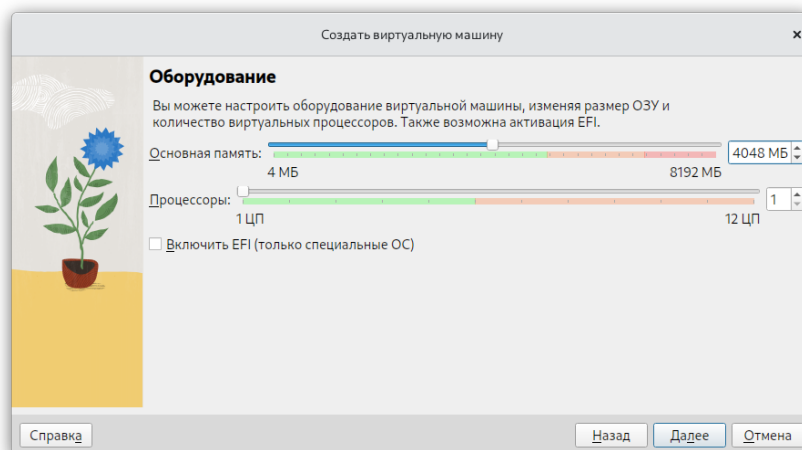 Создать виртуальную машину
Оборудование
Вы можете настроить оборудование виртуальной машины, изменяя размер ОЗУ и
количество виртуальных процессоров. Также возможна активация EFI.
Основная память:
4048 МБ
4 МБ
8192 МБ
Процессоры:
1
1 ЦП
12 ЦП
Включить EFI (только специальные ОС)
Справка
Назад
Далее
Отмена